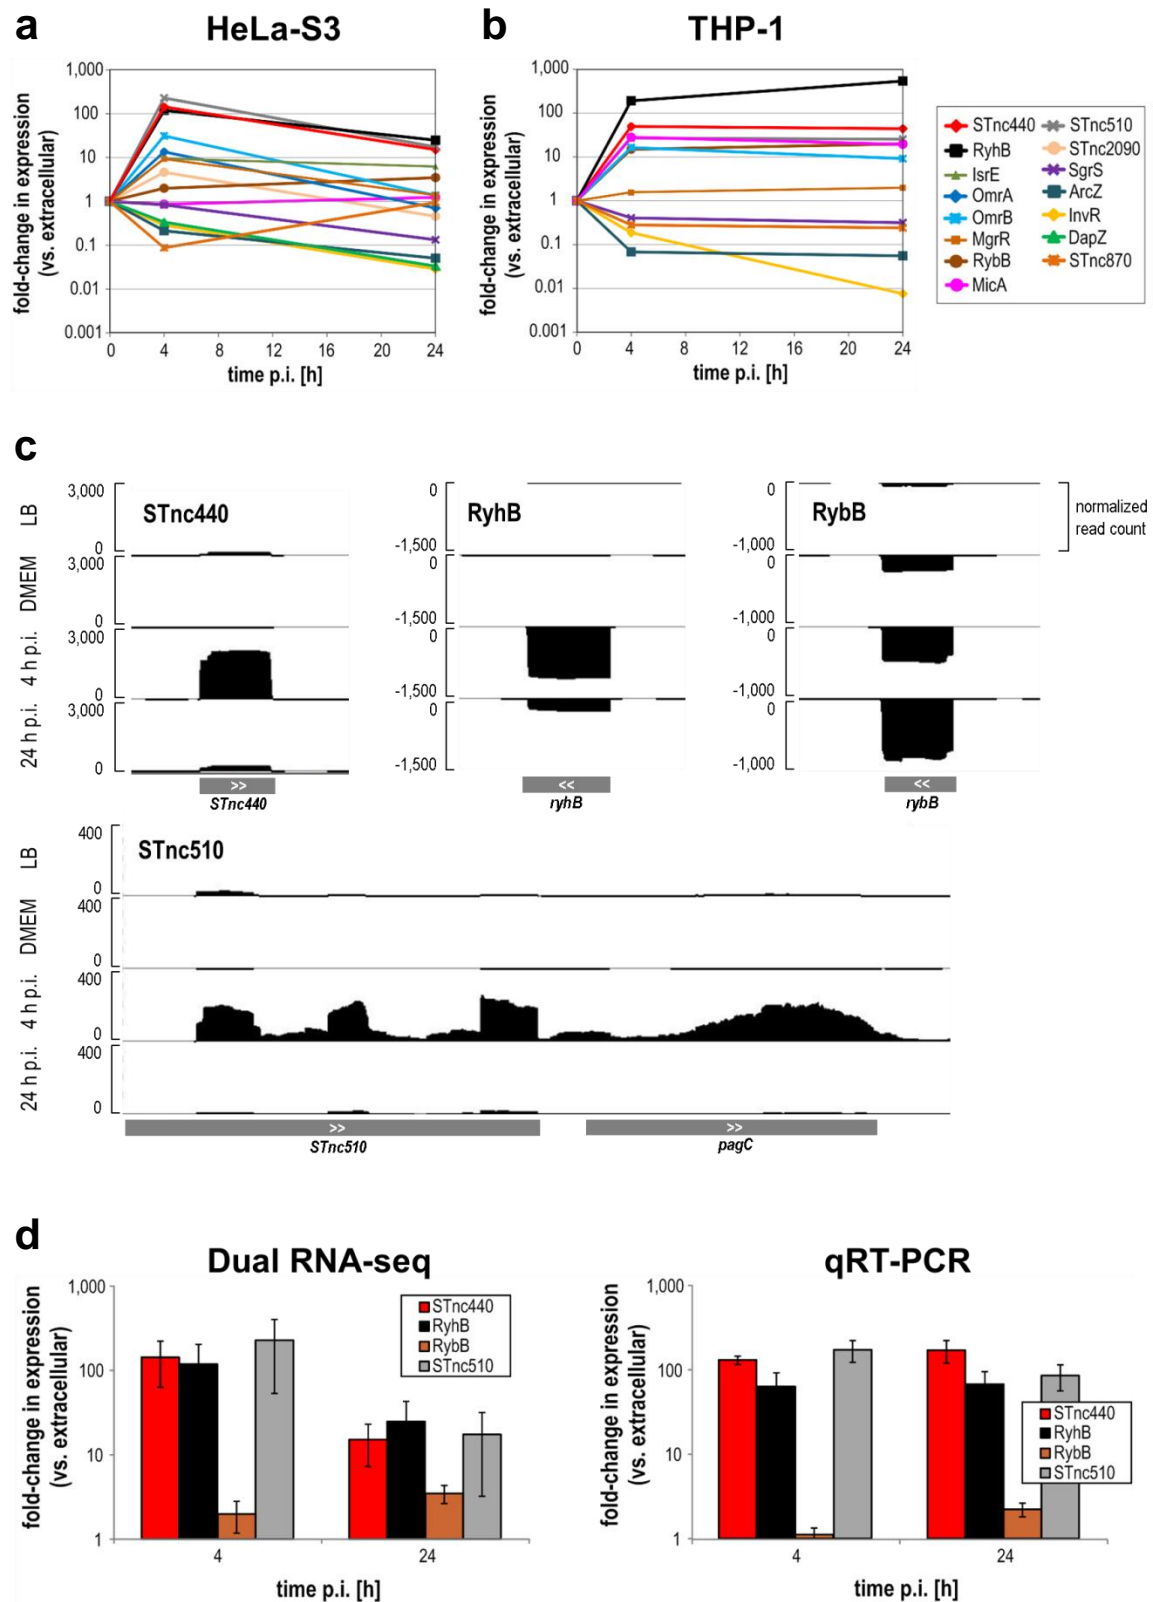 a
HeLa-S3
fold-change in expression
(vs. extracellular)
1,000
100
10
1
0.1
0.01
0.001
0
4
8
12
16
20
24
time p.i. [h]
b
THP-1
fold-change in expression
(vs. extracellular)
1,000
100
10
1
0.1
0.01
0.001
0
4
8
12
16
20
24
time p.i. [h]
STnc440
RyhB
IsrE
OmrA
OmrB
MgrR
RybB
MicA
STnc510
STnc2090
SgrS
ArcZ
InvR
DapZ
STnc870
c
LB
DMEM
4 h p.i.
24 h p.i.
STnc440
3,000
0
3,000
0
3,000
0
3,000
0
>>
STnc440
RyhB
0
-1,500
0
-1,500
0
-1,500
0
-1,500
<<
ryhB
RybB
0
-1,000
0
-1,000
0
-1,000
0
-1,000
<<
rybB
normalized
read count
LB
DMEM
4 h p.i.
24 h p.i.
STnc510
400
0
400
0
400
0
400
0
>>
STnc510
>>
pagC
d
Dual RNA-seq
fold-change in expression
(vs. extracellular)
1,000
100
10
1
STnc440
RyhB
RybB
STnc510
4
24
time p.i. [h]
qRT-PCR
fold-change in expression
(vs. extracellular)
1,000
100
10
1
STnc440
RyhB
RybB
STnc510
4
24
time p.i. [h]